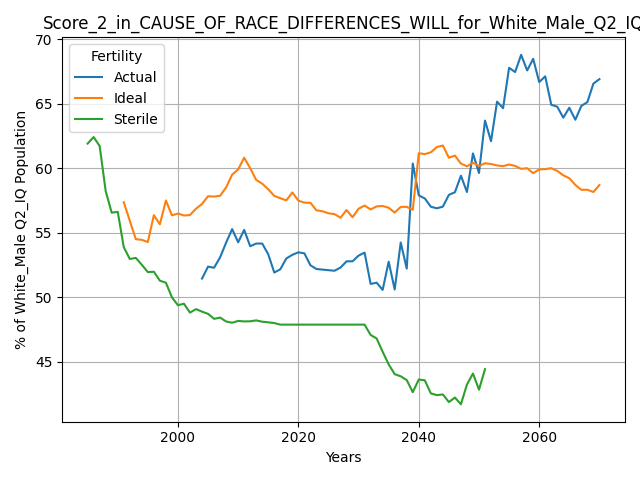 Score_2_in_CAUSE_OF_RACE_DIFFERENCES_WILL_for_White_Male_Q2_IQ
70
65
60
55
50
45
% of White_Male Q2_IQ Population
Fertility
Actual
Ideal
Sterile
2000
2020
2040
2060
Years